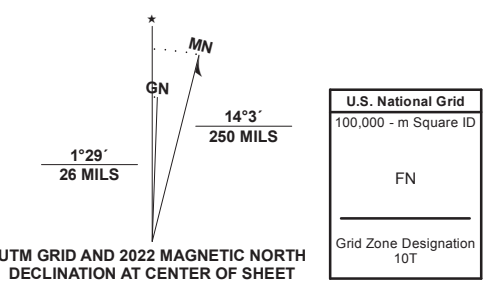 ★
MN
GN
14°3´
250 MILS
1°29´
26 MILS
UTM GRID AND 2022 MAGNETIC NORTH
DECLINATION AT CENTER OF SHEET
U.S. National Grid
100,000 - m Square ID
FN
Grid Zone Designation
10T